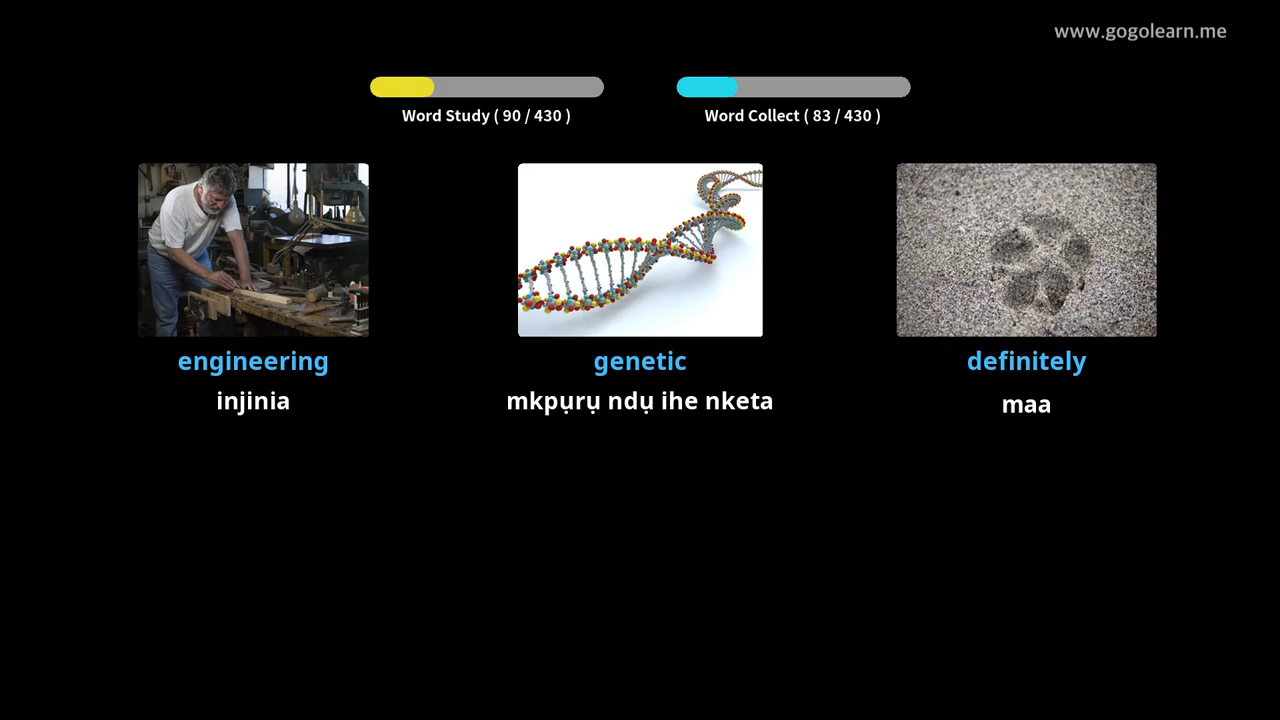 www.gogolearn.me
Word Study ( 90 / 430 )
Word Collect ( 83 / 430 )
engineering
injinia
genetic
mkpụrụ ndụ ihe nketa
definitely
maa